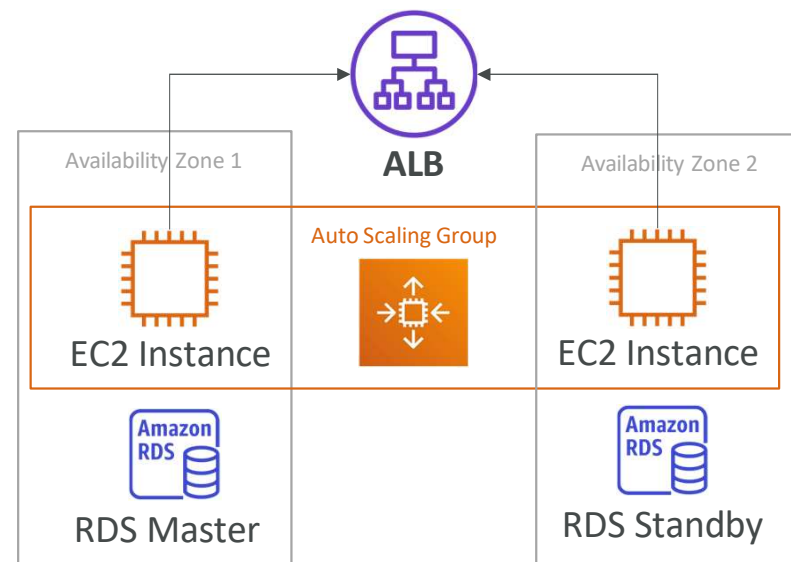 ALB
Availability Zone 1
Availability Zone 2
Auto Scaling Group
EC2 Instance
EC2 Instance
Amazon
RDS
RDS Master
Amazon
RDS
RDS Standby